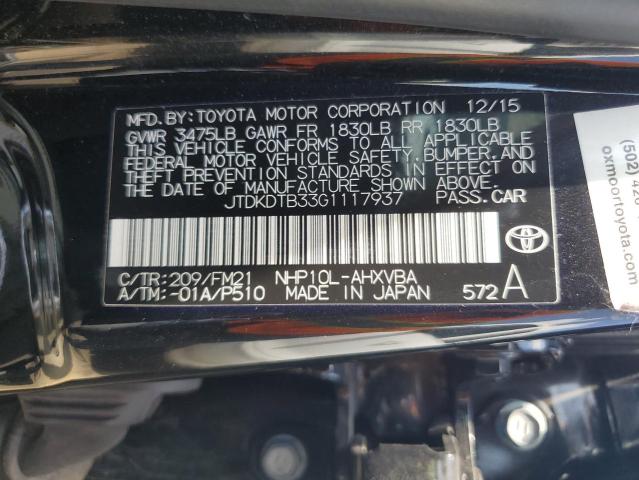 MFD.BY:TOYOTA MOTOR CORPORATION 12/15
GVWR 3475LB GAWR FR 1830LB RR 1830LB
THIS VEHICLE CONFORMS TO ALL APPLICABLE
FEDERAL MOTOR VEHICLE SAFETY, BUMPER, AND
THEFT PREVENTION STANDARDS IN EFFECT ON
THE DATE OF MANUFACTURE SHOWN ABOVE.
JTDKDTB33G1117937 PASS.CAR
C/TR:209/FM21 NHP10L-AHXVBA
A/TM:-01A/P510 MADE IN JAPAN 572A
(502)
oxmoortoyota.